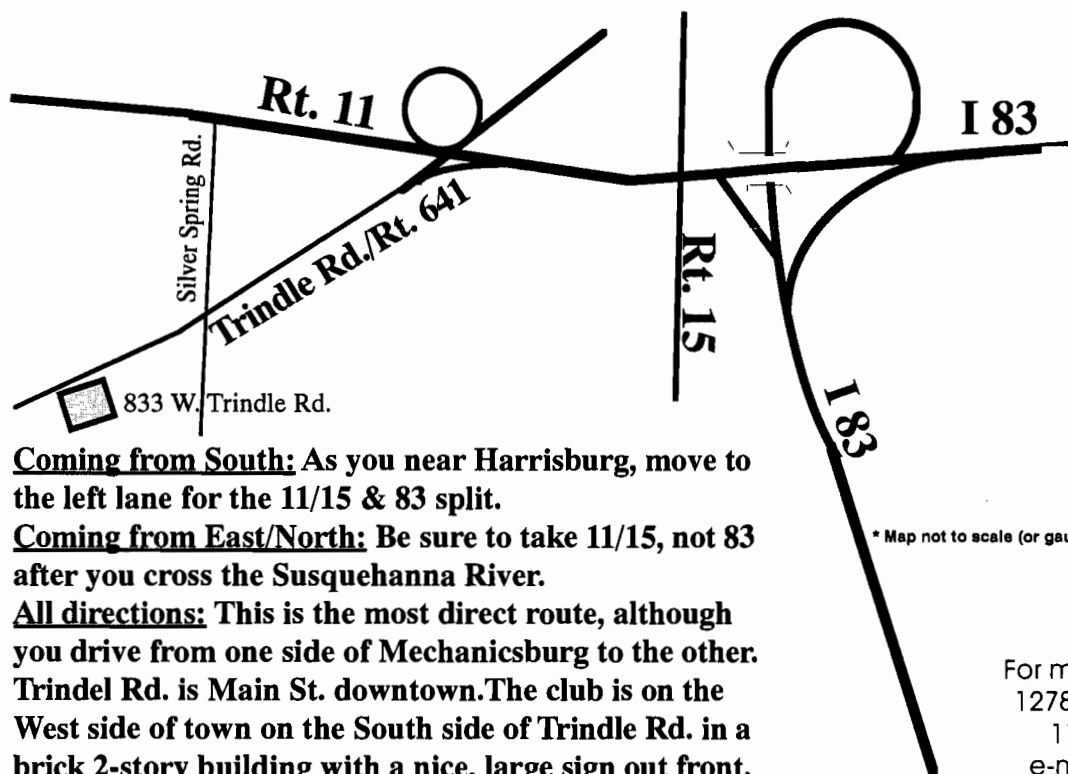 Rt. 11
I 83
Silver Spring Rd.
Trindle Rd./Rt. 641
Rt. 15
I 83
833 W. Trindle Rd.
Coming from South: As you near Harrisburg, move to
the left lane for the 11/15 & 83 split.
Coming from East/North: Be sure to take 11/15, not 83
after you cross the Susquehanna River.
All directions: This is the most direct route, although
you drive from one side of Mechanicsburg to the other.
Trindel Rd. is Main St. downtown.The club is on the
West side of town on the South side of Trindle Rd. in a
brick 2-story building with a nice, large sign out front.
* Map not to scale (or gau
For m
1278
1
e-m